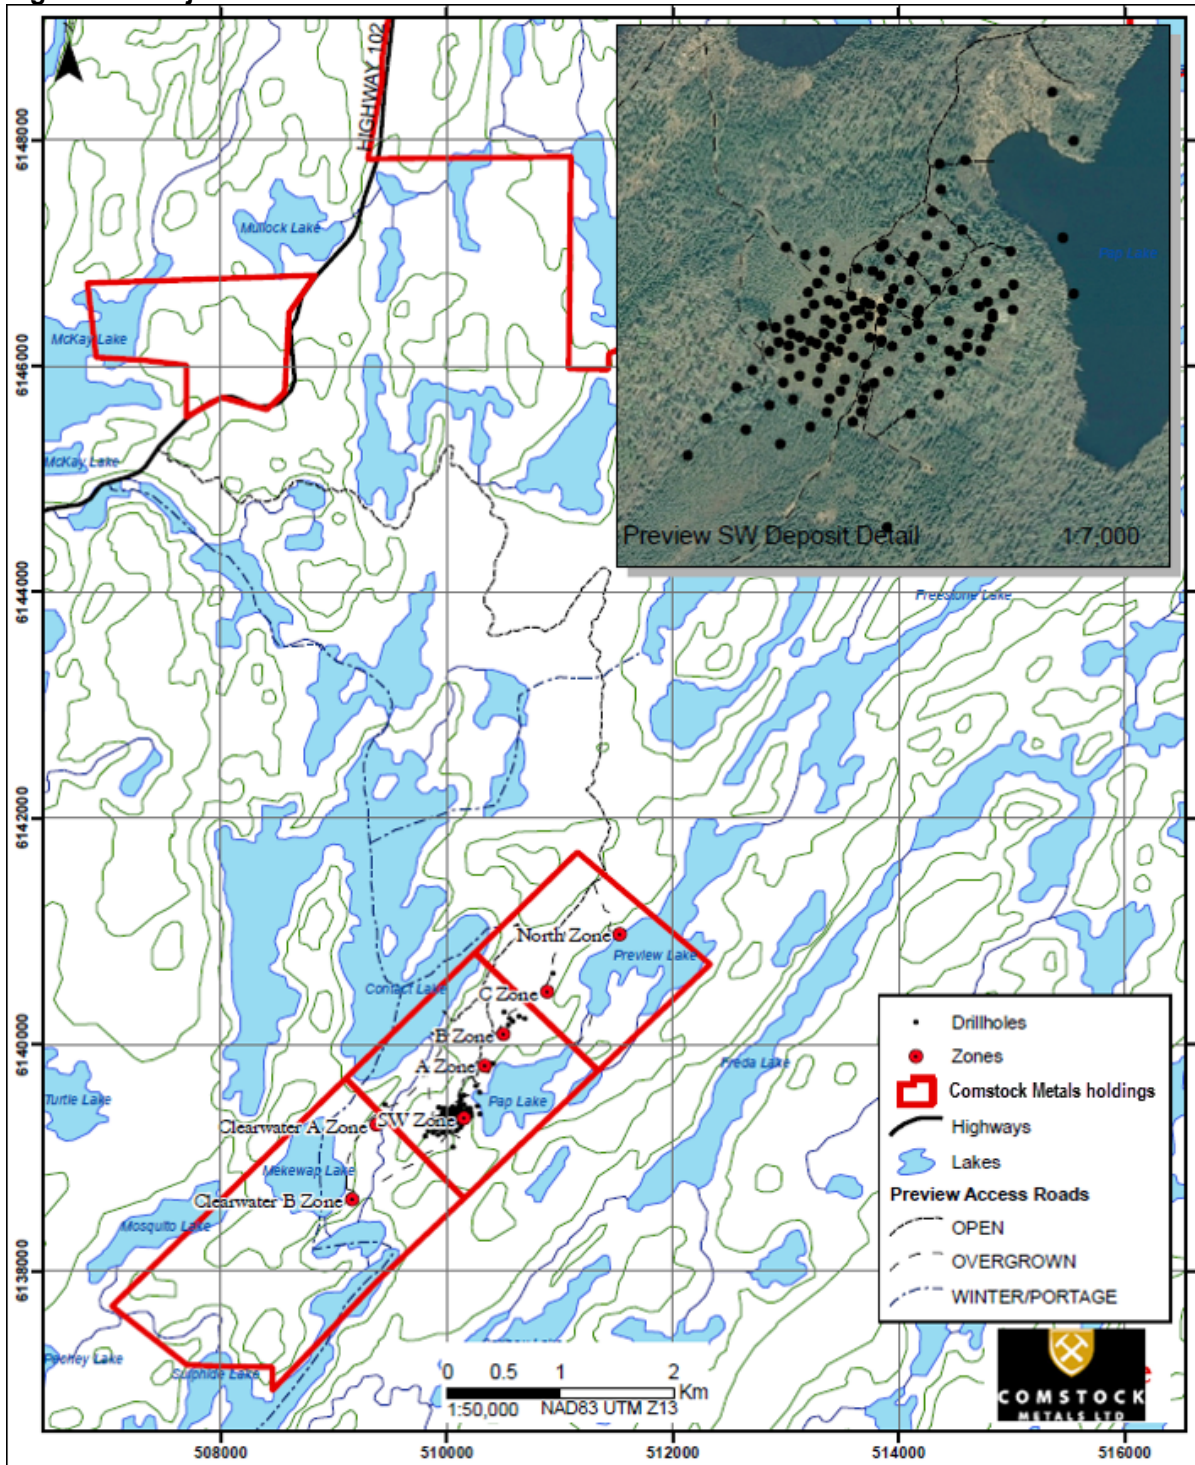 HIGHWAY 102
6148000
Mullock Lake
McKay Lake
6146000
McKay Lake
Pap Lake
Preview SW Deposit Detail
1:7,000
6144000
Freestone Lake
6142000
North Zone
Preview Lake
Contact Lake
C Zone
6140000
B Zone
A Zone
Freda Lake
Turtle Lake
Pap Lake
SW Zone
Clearwater A Zone
Mekewap Lake
Clearwater B Zone
Mosquito Lake
6138000
Sulphide Lake
Drillholes
Zones
Comstock Metals holdings
Highways
Lakes
Preview Access Roads
OPEN
OVERGROWN
WINTER/PORTAGE
0 0.5 1 2
Km
1:50,000 NAD83 UTM Z13
COMSTOCK
METALS LTD
508000 510000 512000 514000 516000